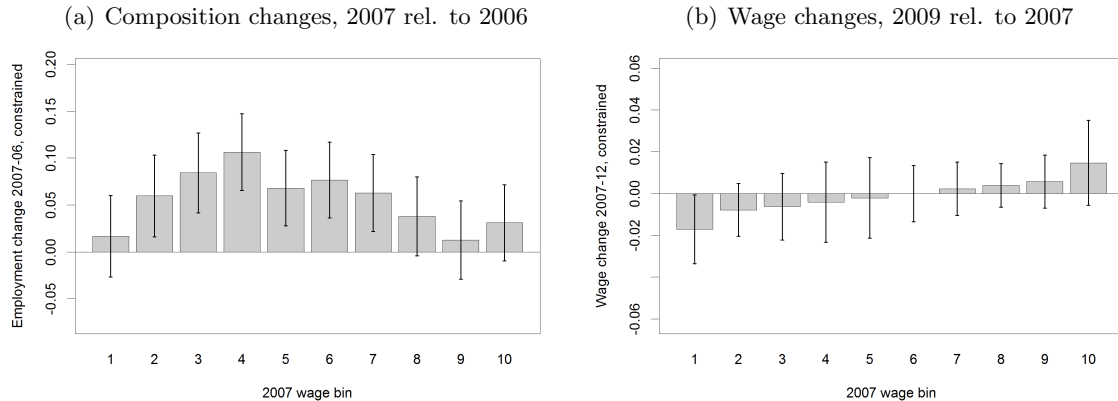 (a) Composition changes, 2007 rel. to 2006
Employment change 2007-06, constrained
0.20
0.15
0.10
0.05
0.00
-0.05
1 2 3 4 5 6 7 8 9 10
2007 wage bin
(b) Wage changes, 2009 rel. to 2007
Wage change 2007-12, constrained
0.06
0.04
0.02
0.00
-0.02
-0.06
1 2 3 4 5 6 7 8 9 10
2007 wage bin